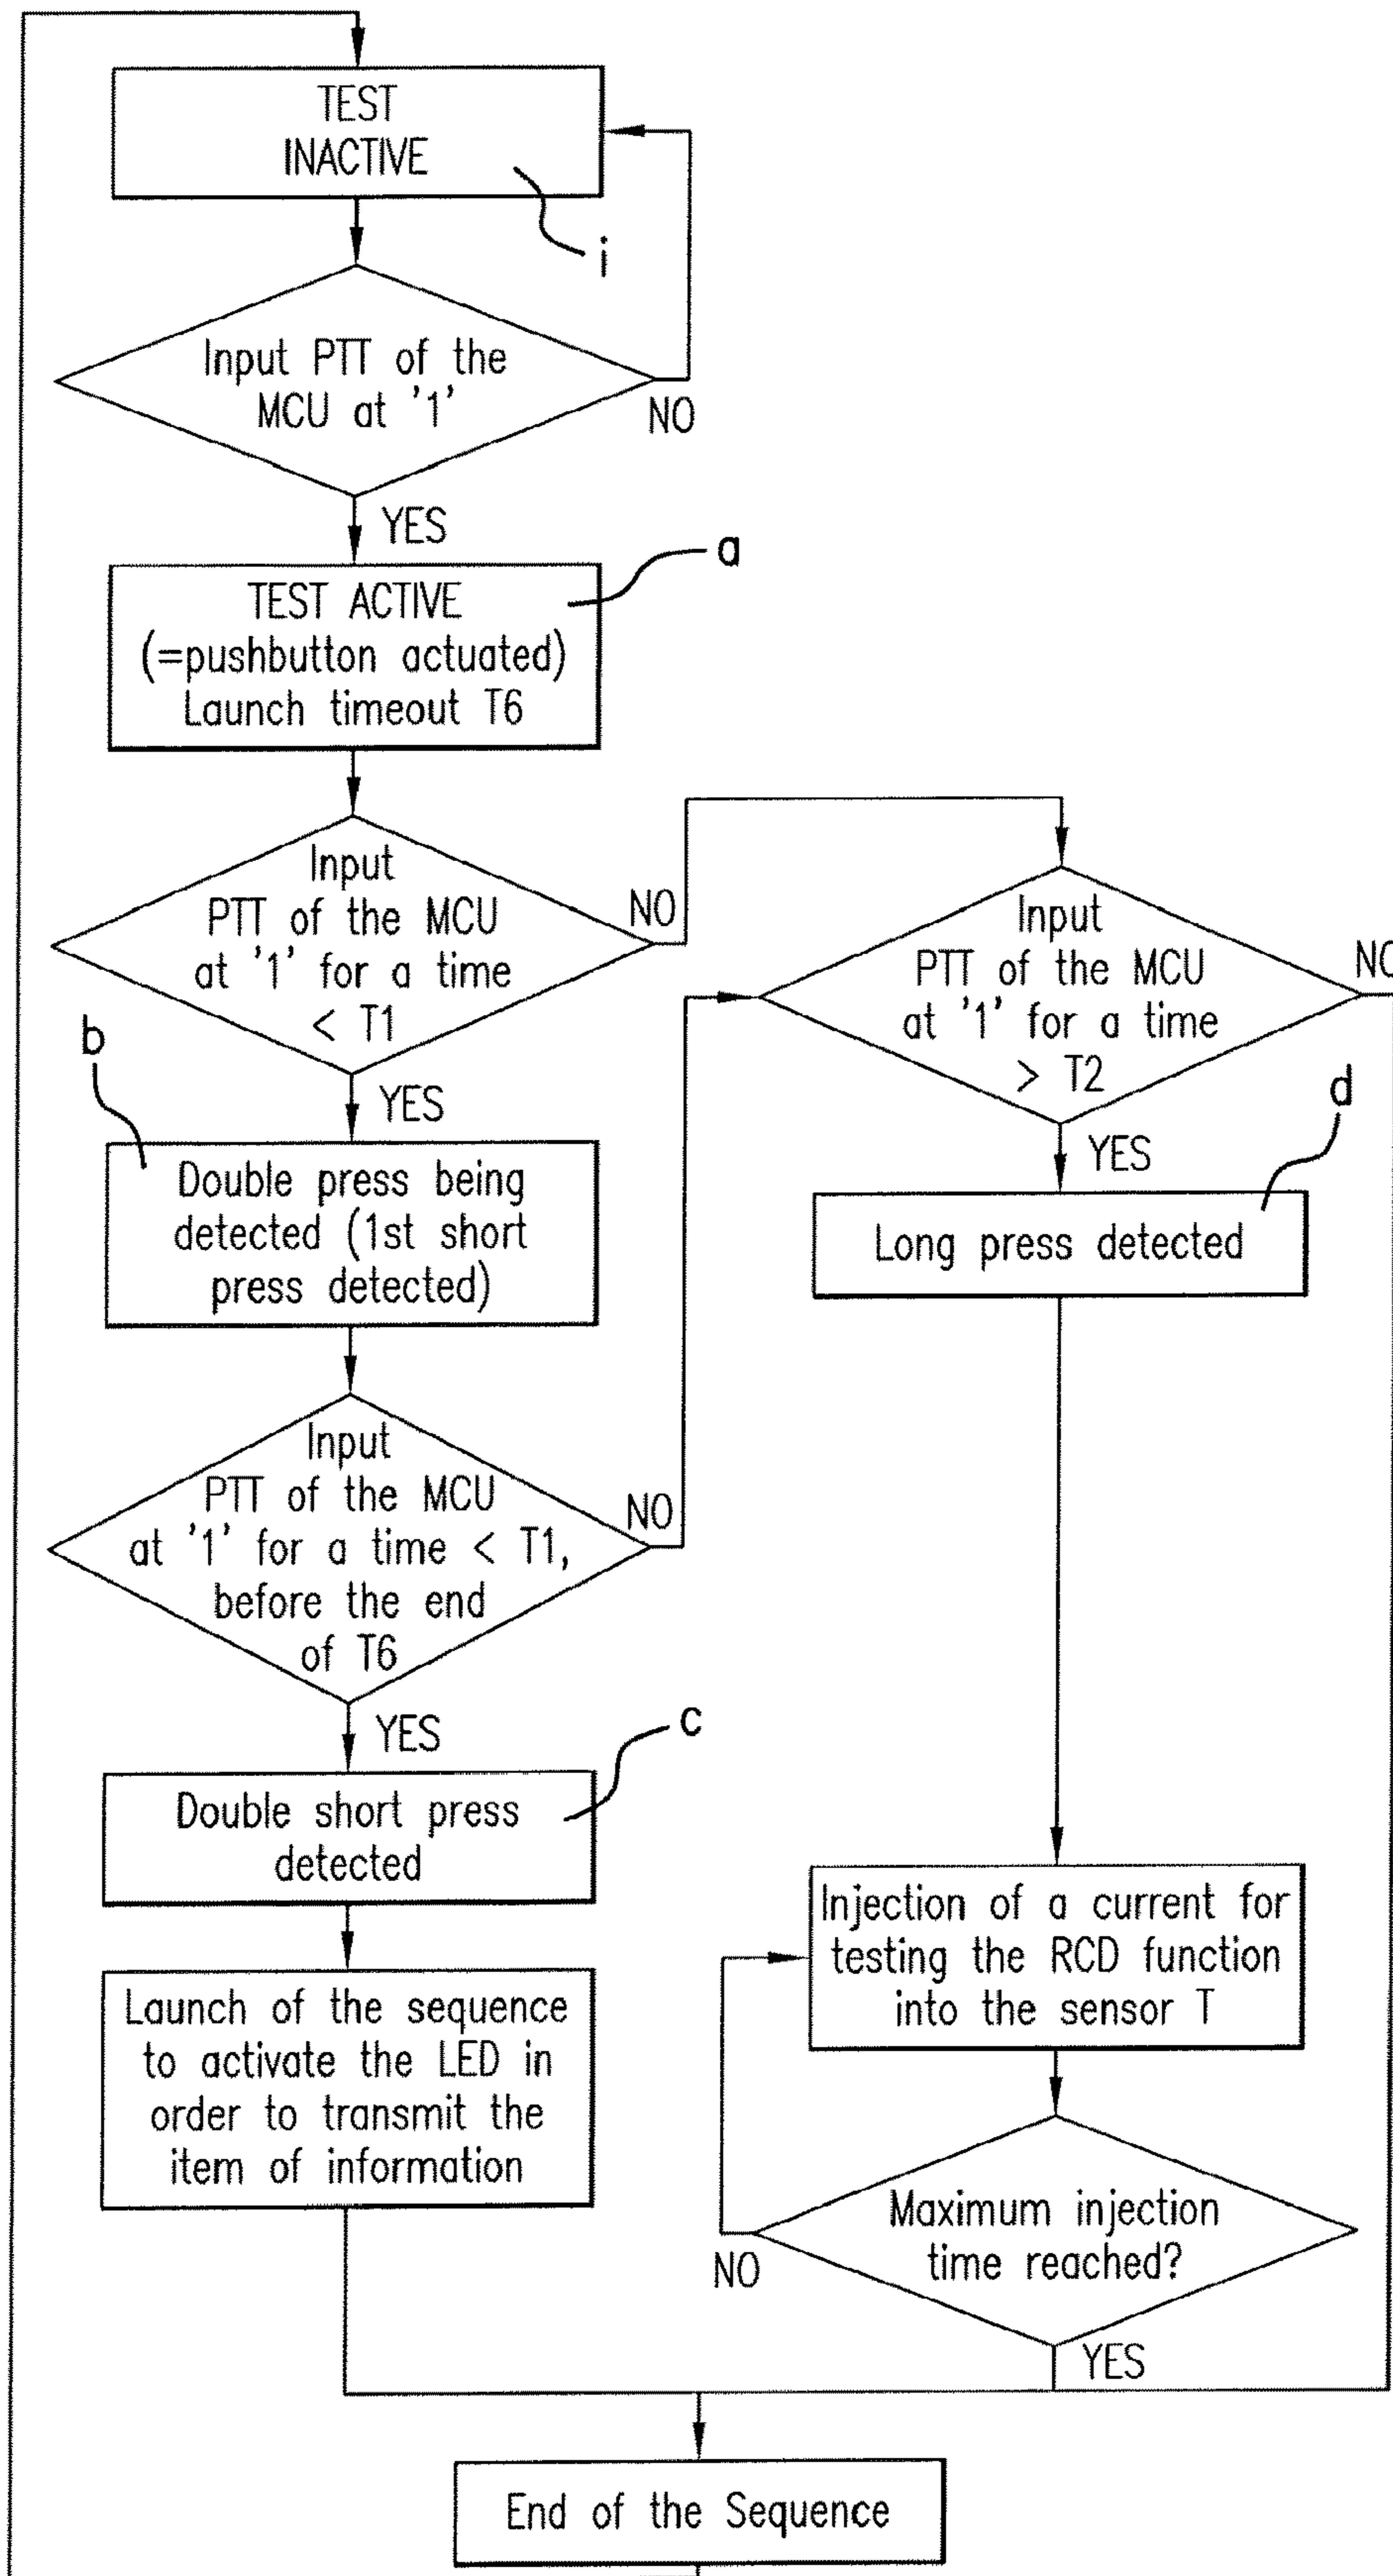 TEST
INACTIVE
i
Input PTT of the
MCU at '1'
NO
YES
a
TEST ACTIVE
(=pushbutton actuated)
Launch timeout T6
Input
PTT of the MCU
at '1' for a time
< T1
NO
YES
b
Double press being
detected (1st short
press detected)
Input
PTT of the MCU
at '1' for a time < T1,
before the end
of T6
NO
YES
c
Double short press
detected
Launch of the sequence
to activate the LED in
order to transmit the
item of information
Input
PTT of the MCU
at '1' for a time
> T2
NO
YES
d
Long press detected
Injection of a current for
testing the RCD function
into the sensor T
Maximum injection
time reached?
NO
YES
End of the Sequence